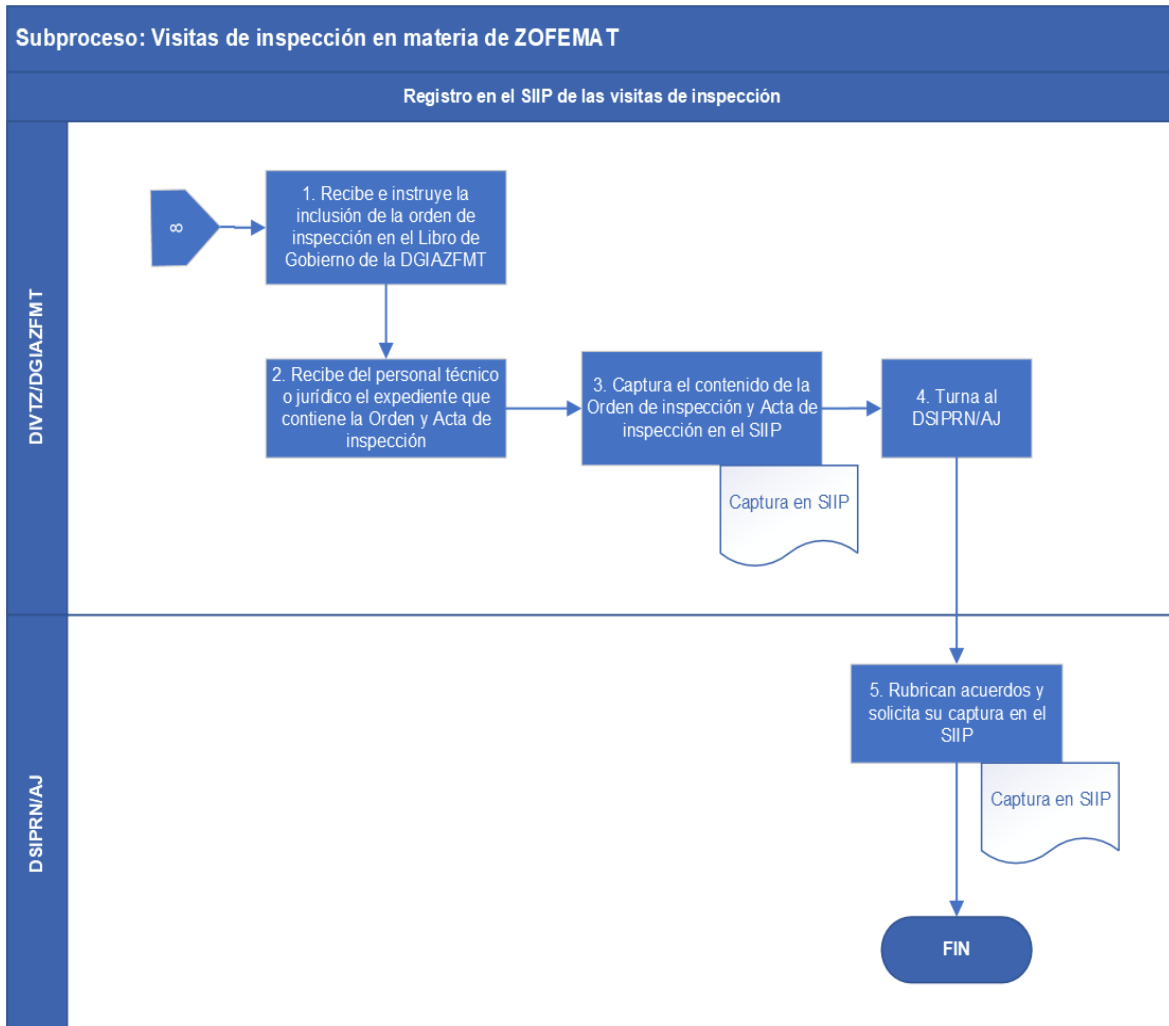 Subproceso: Visitas de inspección en materia de ZOFEMAT
Registro en el SIIP de las visitas de inspección
DIVTZ/DGIAZFMT
8
1. Recibe e instruye la
inclusión de la orden de
inspección en el Libro de
Gobierno de la DGIAZFMT
2. Recibe del personal técnico
o jurídico el expediente que
contiene la Orden y Acta de
inspección
3. Captura el contenido de la
Orden de inspección y Acta de
inspección en el SIIP
Captura en SIIP
4. Turna al
DSIPRN/AJ
DSIPRN/AJ
5. Rubrican acuerdos y
solicita su captura en el
SIIP
Captura en SIIP
FIN